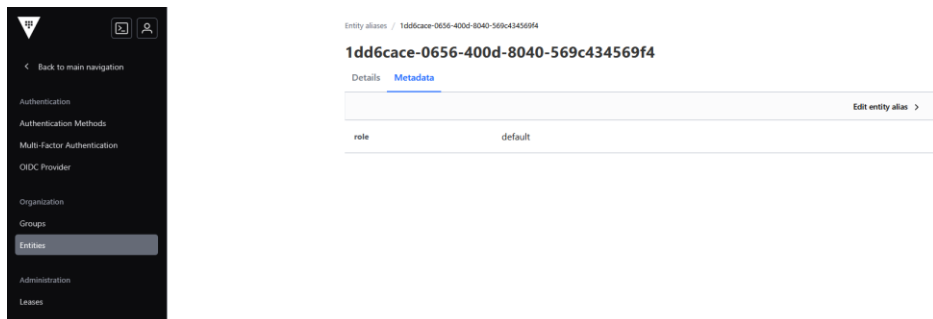 Back to main navigation
Authentication
Authentication Methods
Multi-Factor Authentication
OIDC Provider
Organization
Groups
Entities
Administration
Leases
Entity aliases / 1dd6cace-0656-400d-8040-569c434569f4
1dd6cace-0656-400d-8040-569c434569f4
Details Metadata
Edit entity alias >
role default